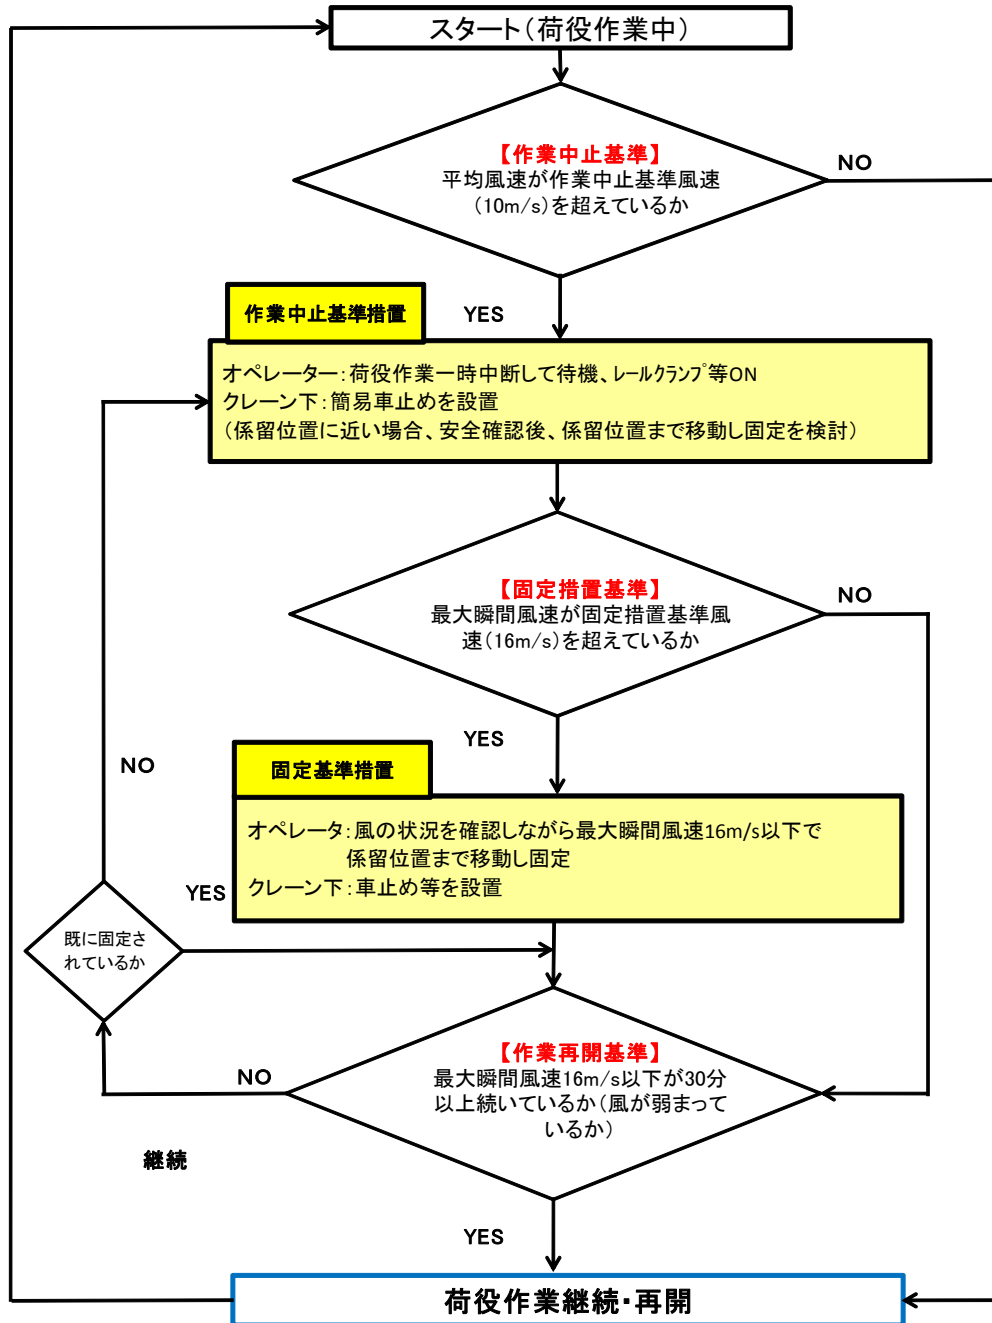 スタート（荷役作業中）
【作業中止基準】
平均風速が作業中止基準風速
（10m/s）を超えているか
NO
YES
作業中止基準措置
オペレーター：荷役作業一時中断して待機、ﾚｰﾙｸﾗﾝﾌﾟ等ON
クレーン下：簡易車止めを設置
（係留位置に近い場合、安全確認後、係留位置まで移動し固定を検討）
【固定措置基準】
最大瞬間風速が固定措置基準風
速（16m/s）を超えているか
NO
YES
NO
固定基準措置
オペレータ：風の状況を確認しながら最大瞬間風速16m/s以下で
係留位置まで移動し固定
クレーン下：車止め等を設置
YES
既に固定さ
れているか
【作業再開基準】
最大瞬間風速16m/s以下が30分
以上続いているか（風が弱まって
いるか）
NO
継続
YES
荷役作業継続・再開